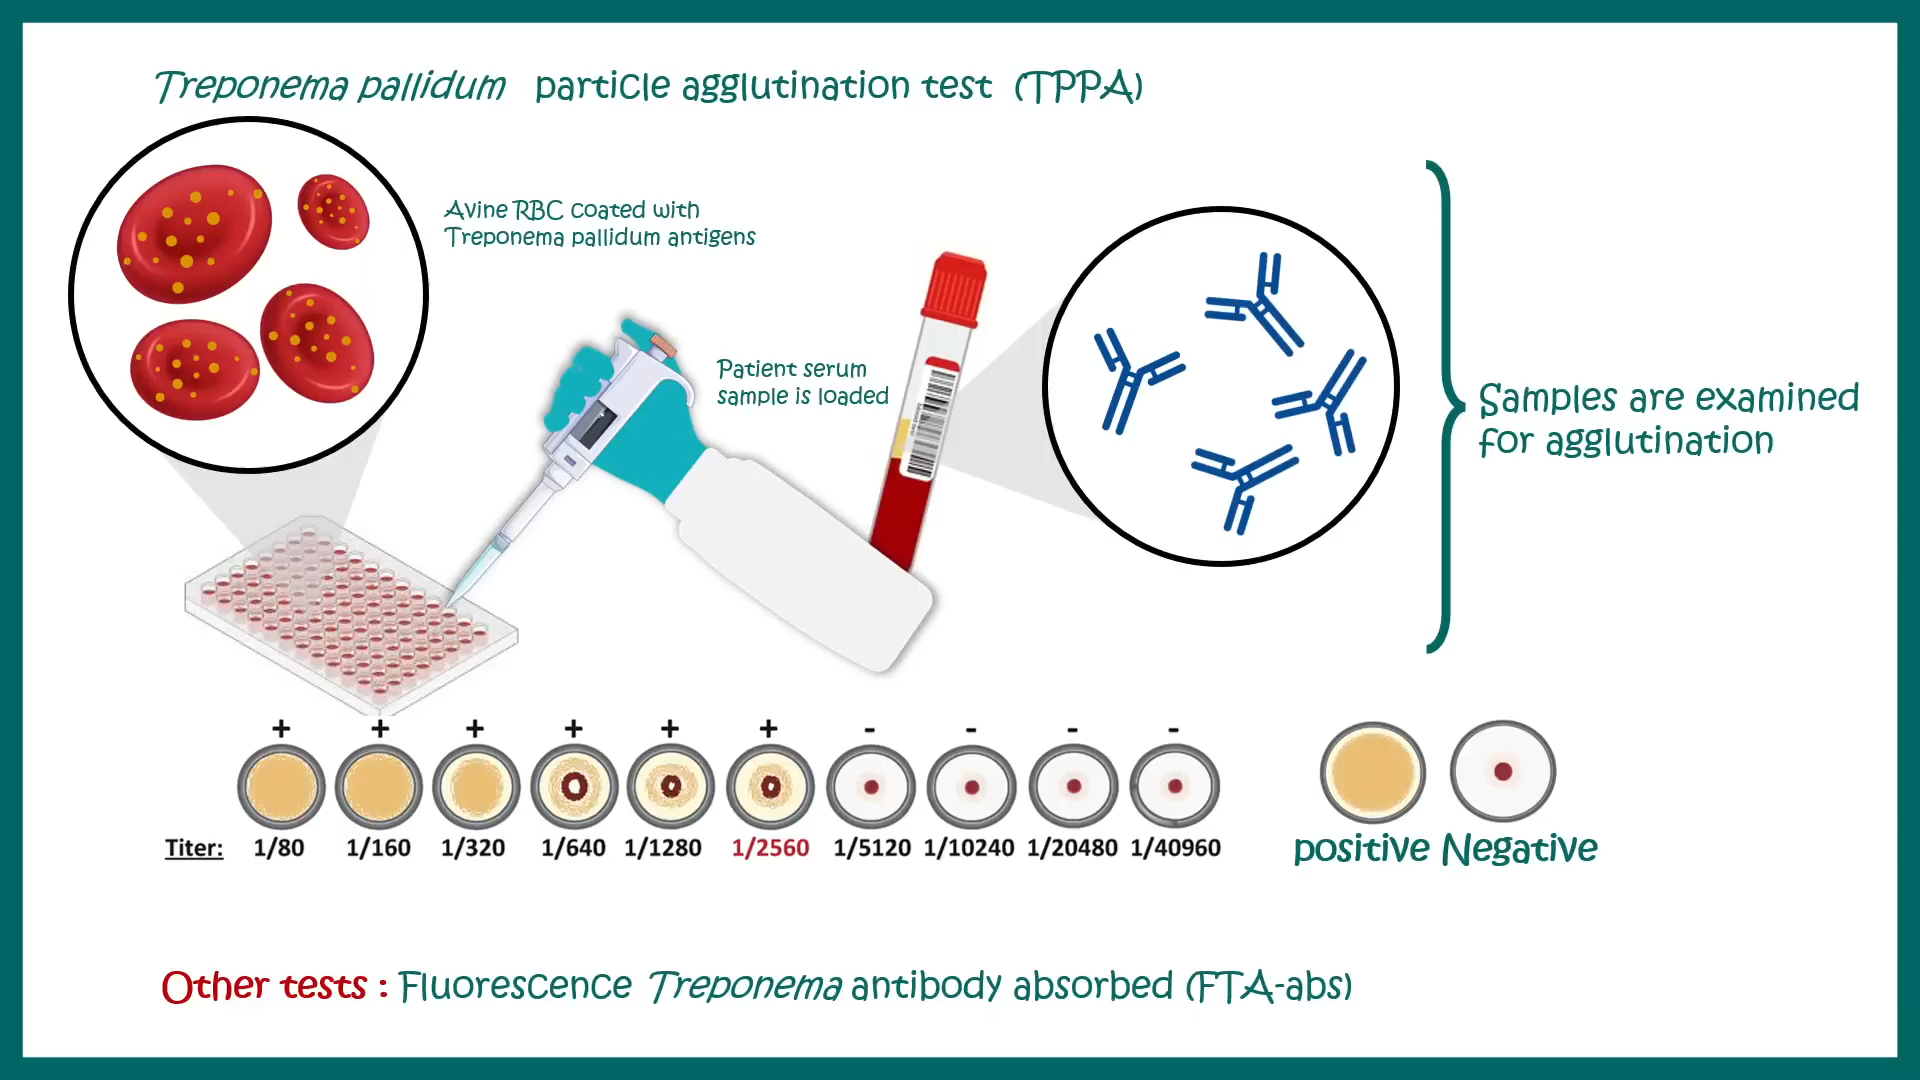 Treponema pallidum particle agglutination test (TPPA)
Avine RBC coated with
Treponema pallidum antigens
Patient serum
sample is loaded
Samples are examined
for agglutination
+ + + + + + - - - -
Titer: 1/80 1/160 1/320 1/640 1/1280 1/2560 1/5120 1/10240 1/20480 1/40960
positive Negative
Other tests : Fluorescence Treponema antibody absorbed (FTA-abs)